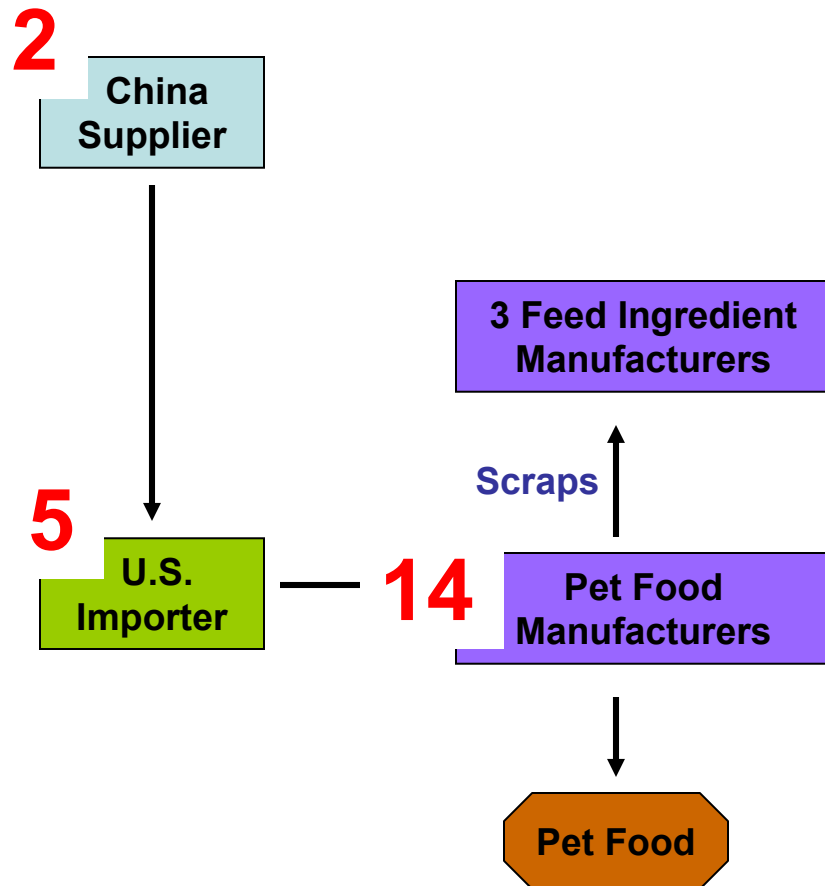 2
China
Supplier
3 Feed Ingredient
Manufacturers
Scraps
5
U.S.
Importer
14
Pet Food
Manufacturers
Pet Food